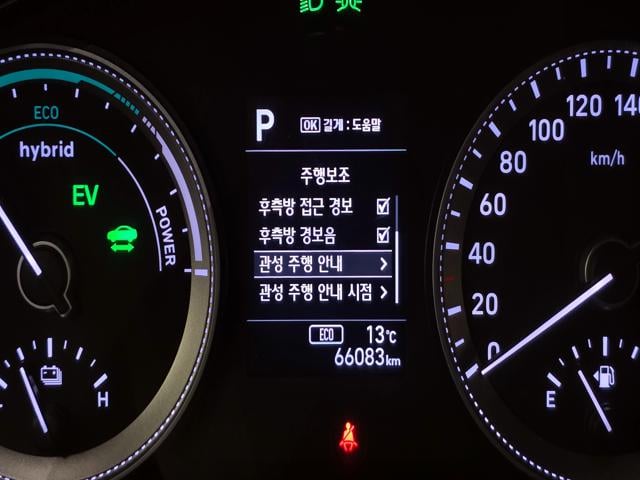 ECO
hybrid
EV
POWER
H
P OK 길게 : 도움말
주행보조
후측방 접근 경보
후측방 경보음
관성 주행 안내
관성 주행 안내 시점
ECO 13℃
66083km
0
20
40
60
80
100
120
140
km/h
E